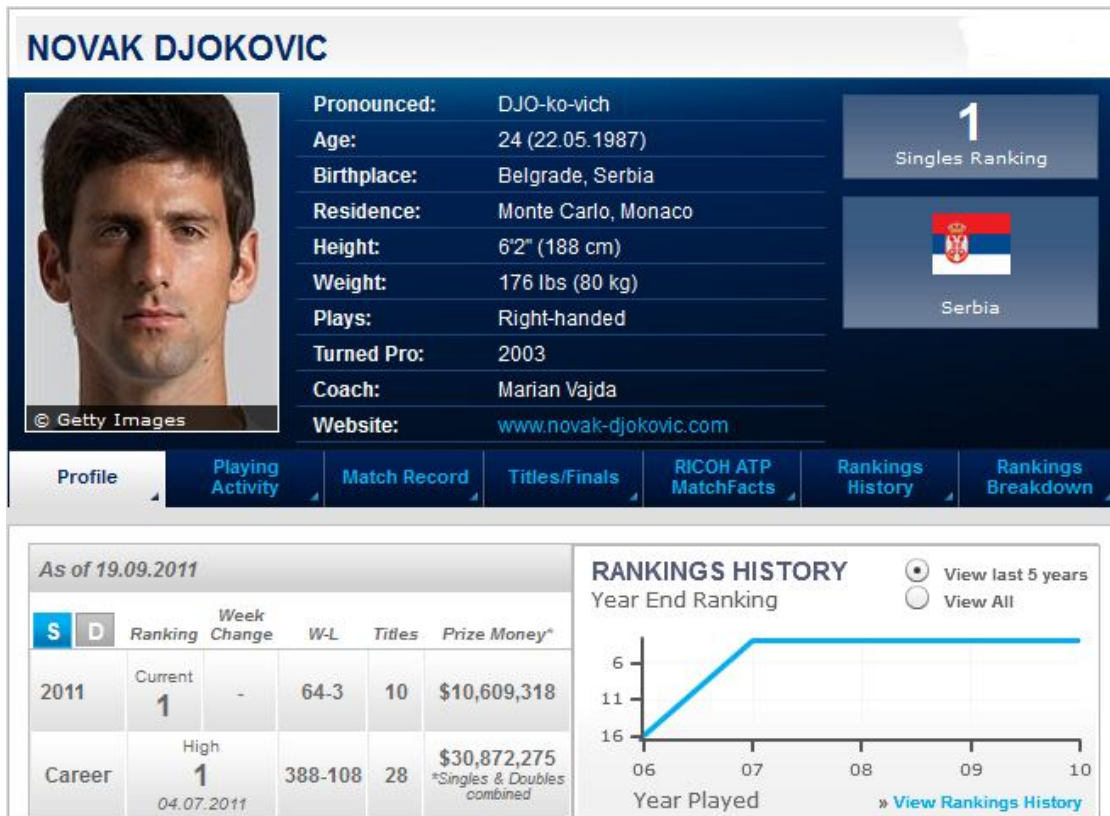 NOVAK DJOKOVIC
Pronounced: DJO-ko-vich
Age: 24 (22.05.1987)
Birthplace: Belgrade, Serbia
Residence: Monte Carlo, Monaco
Height: 6'2" (188 cm)
Weight: 176 lbs (80 kg)
Plays: Right-handed
Turned Pro: 2003
Coach: Marian Vajda
Website: www.novak-djokovic.com
© Getty Images
1
Singles Ranking
Serbia
Profile
Playing
Activity
Match Record
Titles/Finals
RICOH ATP
MatchFacts
Rankings
History
Rankings
Breakdown
As of 19.09.2011
S D Ranking Week
Change W-L Titles Prize Money*
2011 Current
1 - 64-3 10 $10,609,318
Career High
1
04.07.2011 388-108 28 $30,872,275
*Singles & Doubles
combined
RANKINGS HISTORY
Year End Ranking
View last 5 years
View All
6
11
16
06 07 08 09 10
Year Played
» View Rankings History